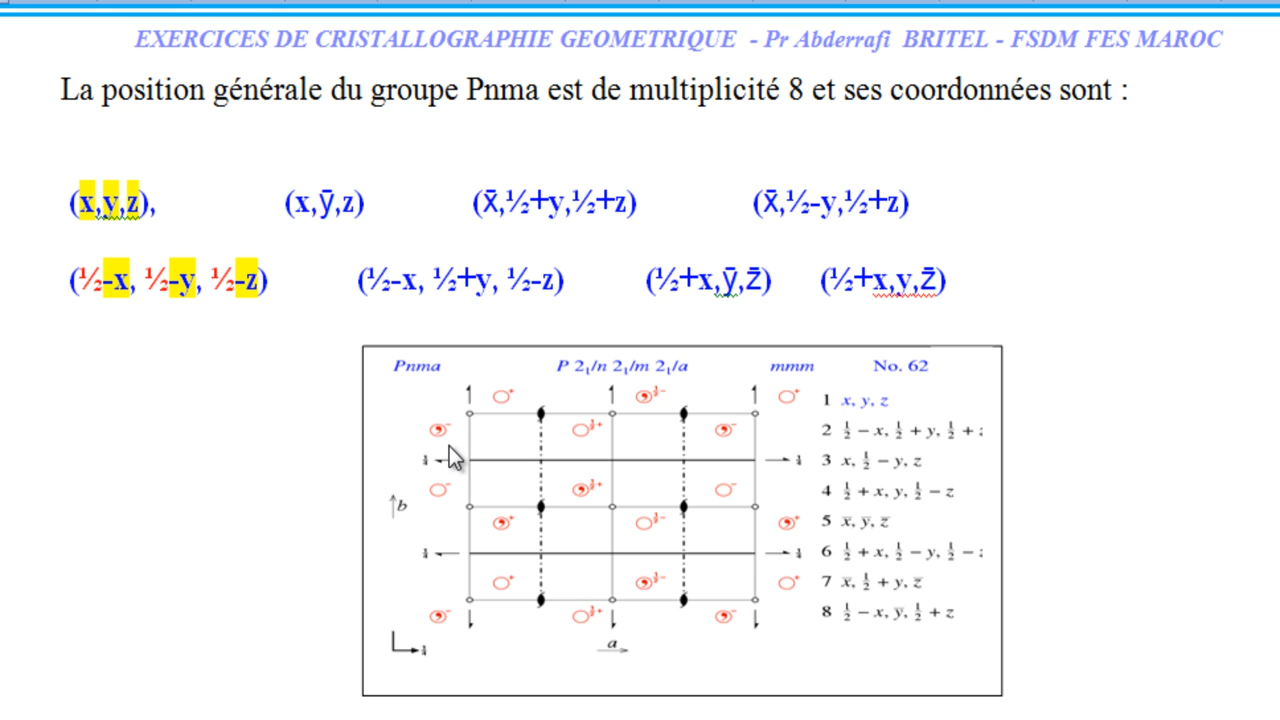 EXERCICES DE CRISTALLOGRAPHIE GEOMETRIQUE - Pr Abderrafi BRITEL - FSDM FES MAROC
La position générale du groupe Pnma est de multiplicité 8 et ses coordonnées sont :
(x,y,z), (x,ȳ,z) (x̄,½+y,½+z) (x̄,½-y,½+z)
(½-x, ½-y, ½-z) (½-x, ½+y, ½-z) (½+x,ȳ,z̄) (½+x,y,z̄)
Pnma P 2₁/n 2₁/m 2₁/a mmm No. 62
1 x, y, z
2 ½ − x, ½ + y, ½ +
3 x, ½ − y, z
4 ½ + x, y, ½ − z
5 x̄, ȳ, z̄
6 ½ + x, ½ − y, ½ −
7 x̄, ½ + y, z̄
8 ½ − x, ȳ, ½ + z
b
a